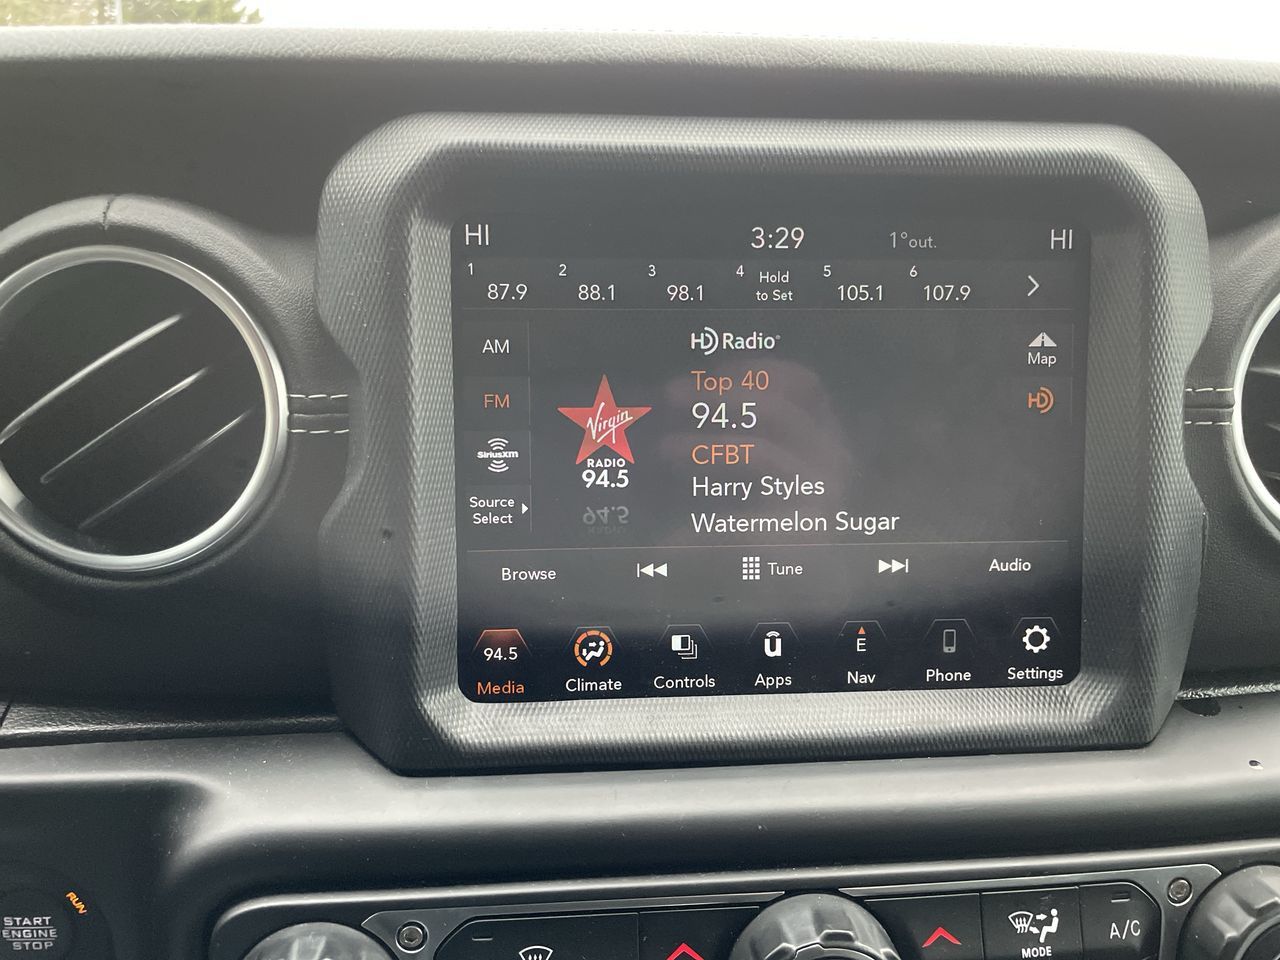 HI 3:29 1°out. HI
1 87.9 2 88.1 3 98.1 4 Hold to Set 5 105.1 6 107.9
AM
FM
SiriusXM
Source
Select
Virgin
RADIO
94.5
94.5
HD Radio
Top 40
94.5
CFBT
Harry Styles
Watermelon Sugar
Map
HD
Browse Tune Audio
94.5 E
Media Climate Controls Apps Nav Phone Settings
RUN
START
ENGINE
STOP
MODE
A/C